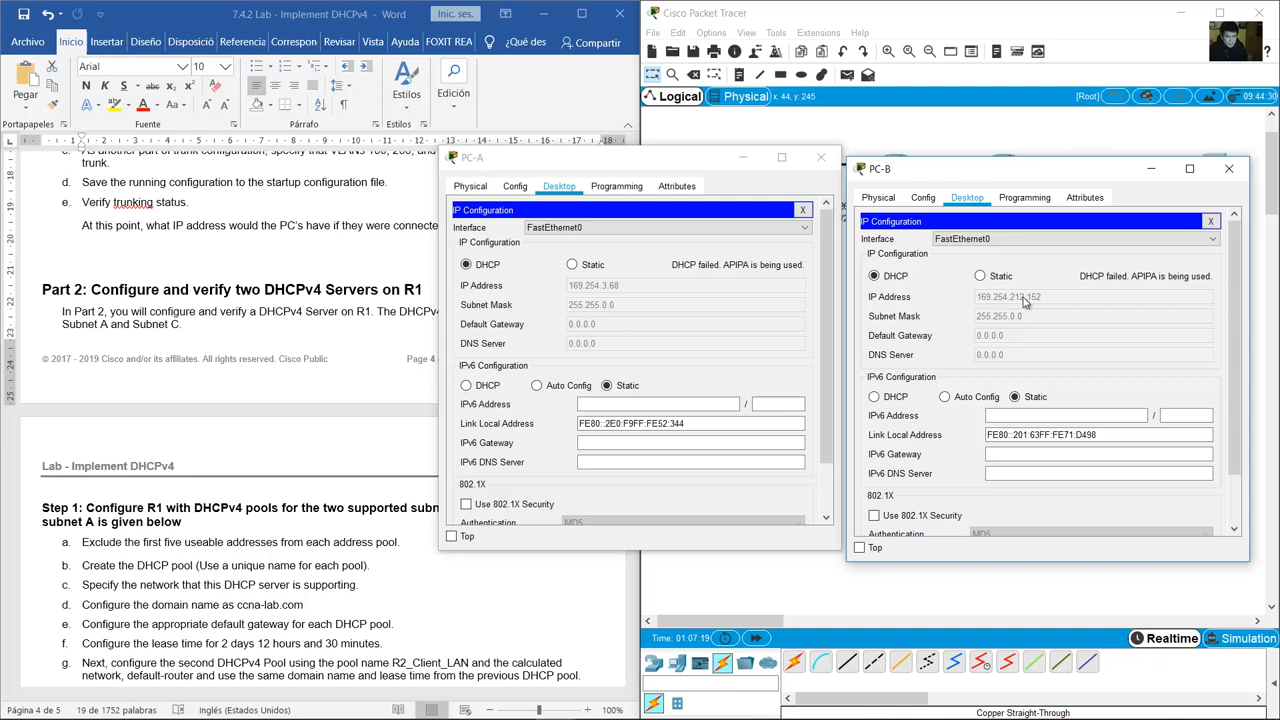 7.4.2 Lab - Implement DHCPv4 - Word
Inic. ses.
Archivo Inicio Insertar Diseño Disposició Referencia Correspon Revisar Vista Ayuda FOXIT REA ¿Qué des Compartir
Arial 10
Pegar
N K S abc x₂ x²
A Aa
Párrafo
Estilos
Edición
Portapapeles Fuente Párrafo Estilos
trunk.
d. Save the running configuration to the startup configuration file.
e. Verify trunking status.
At this point, what IP address would the PC's have if they were connecte
Part 2: Configure and verify two DHCPv4 Servers on R1
In Part 2, you will configure and verify a DHCPv4 Server on R1. The DHC
Subnet A and Subnet C.
© 2017 - 2019 Cisco and/or its affiliates. All rights reserved. Cisco Public Page 4
Lab - Implement DHCPv4
Step 1: Configure R1 with DHCPv4 pools for the two supported subn
subnet A is given below
a. Exclude the first five useable addresses from each address pool.
b. Create the DHCP pool (Use a unique name for each pool).
c. Specify the network that this DHCP server is supporting.
d. Configure the domain name as ccna-lab.com
e. Configure the appropriate default gateway for each DHCP pool.
f. Configure the lease time for 2 days 12 hours and 30 minutes.
g. Next, configure the second DHCPv4 Pool using the pool name R2_Client_LAN and the calculated
network, default-router and use the same domain name and lease time from the previous DHCP pool.
Página 4 de 5 19 de 1752 palabras Inglés (Estados Unidos) 100%
Cisco Packet Tracer
File Edit Options View Tools Extensions Help
Logical Physical x: 44, y: 245 [Root] 09:44:30
PC-A
Physical Config Desktop Programming Attributes
IP Configuration X
Interface FastEthernet0
IP Configuration
DHCP Static DHCP failed. APIPA is being used.
IP Address 169.254.3.68
Subnet Mask 255.255.0.0
Default Gateway 0.0.0.0
DNS Server 0.0.0.0
IPv6 Configuration
DHCP Auto Config Static
IPv6 Address /
Link Local Address FE80::2E0:F9FF:FE52:344
IPv6 Gateway
IPv6 DNS Server
802.1X
Use 802.1X Security
Authentication MD5
Top
PC-B
Physical Config Desktop Programming Attributes
IP Configuration X
Interface FastEthernet0
IP Configuration
DHCP Static DHCP failed. APIPA is being used.
IP Address 169.254.212.152
Subnet Mask 255.255.0.0
Default Gateway 0.0.0.0
DNS Server 0.0.0.0
IPv6 Configuration
DHCP Auto Config Static
IPv6 Address /
Link Local Address FE80::201:63FF:FE71:D498
IPv6 Gateway
IPv6 DNS Server
802.1X
Use 802.1X Security
Authentication MD5
Top
Time: 01:07:19 Realtime Simulation
Copper Straight-Through